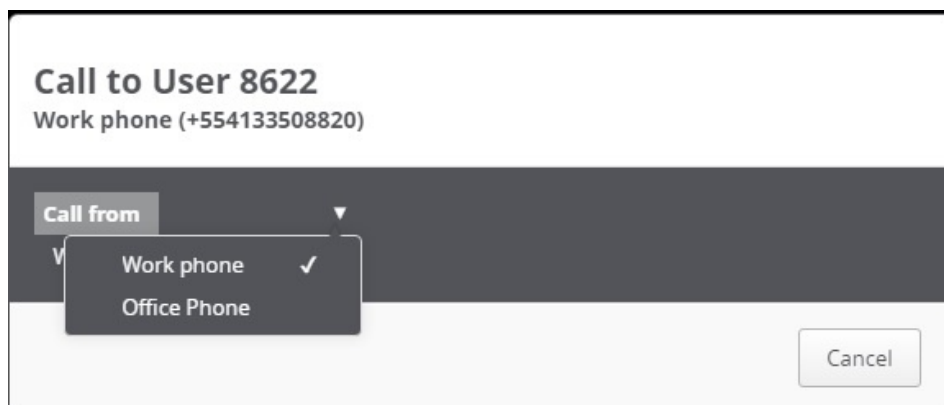 Call to User 8622
Work phone (+554133508820)
Call from
Work phone
Office Phone
Cancel